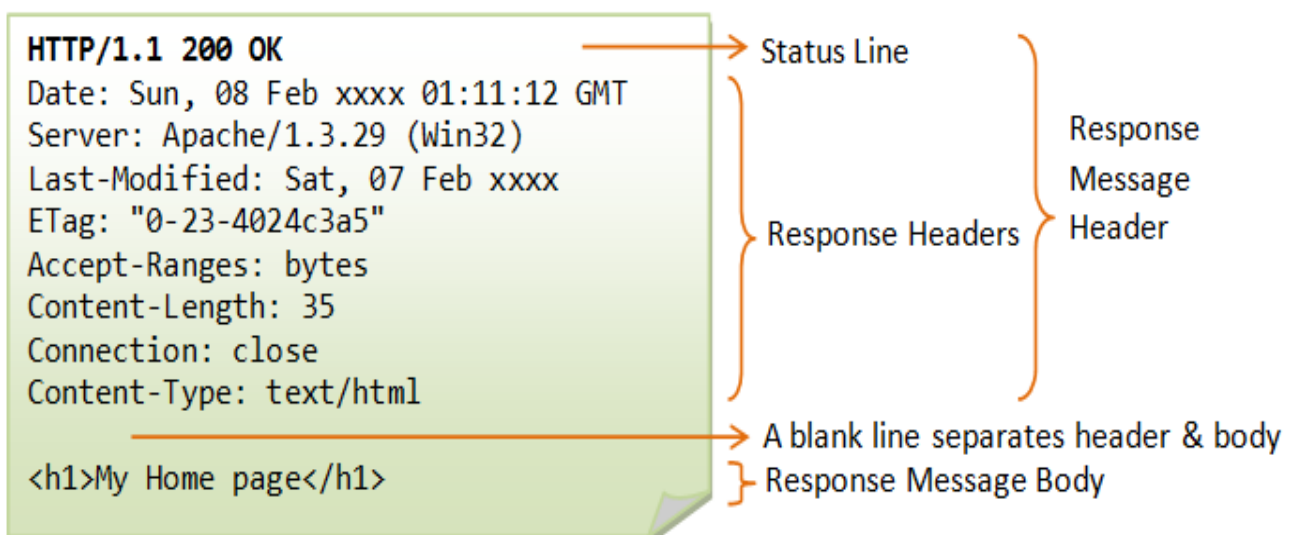 HTTP/1.1 200 OK
Date: Sun, 08 Feb xxxx 01:11:12 GMT
Server: Apache/1.3.29 (Win32)
Last-Modified: Sat, 07 Feb xxxx
ETag: "0-23-4024c3a5"
Accept-Ranges: bytes
Content-Length: 35
Connection: close
Content-Type: text/html
<h1>My Home page</h1>
Status Line
Response Headers
Response
Message
Header
A blank line separates header & body
Response Message Body